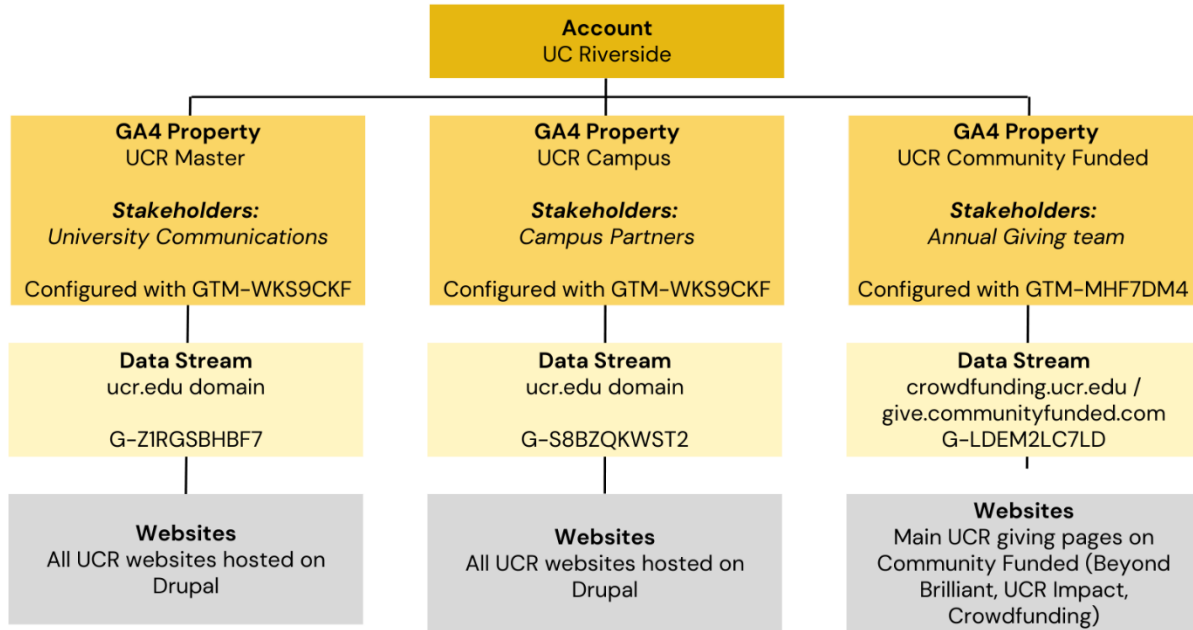 Account
UC Riverside
GA4 Property
UCR Master
Stakeholders:
University Communications
Configured with GTM-WKS9CKF
Data Stream
ucr.edu domain
G-Z1RGSBHBF7
Websites
All UCR websites hosted on
Drupal
GA4 Property
UCR Campus
Stakeholders:
Campus Partners
Configured with GTM-WKS9CKF
Data Stream
ucr.edu domain
G-S8BZQKWST2
Websites
All UCR websites hosted on
Drupal
GA4 Property
UCR Community Funded
Stakeholders:
Annual Giving team
Configured with GTM-MHF7DM4
Data Stream
crowdfunding.ucr.edu /
give.communityfunded.com
G-LDEM2LC7LD
Websites
Main UCR giving pages on
Community Funded (Beyond
Brilliant, UCR Impact,
Crowdfunding)